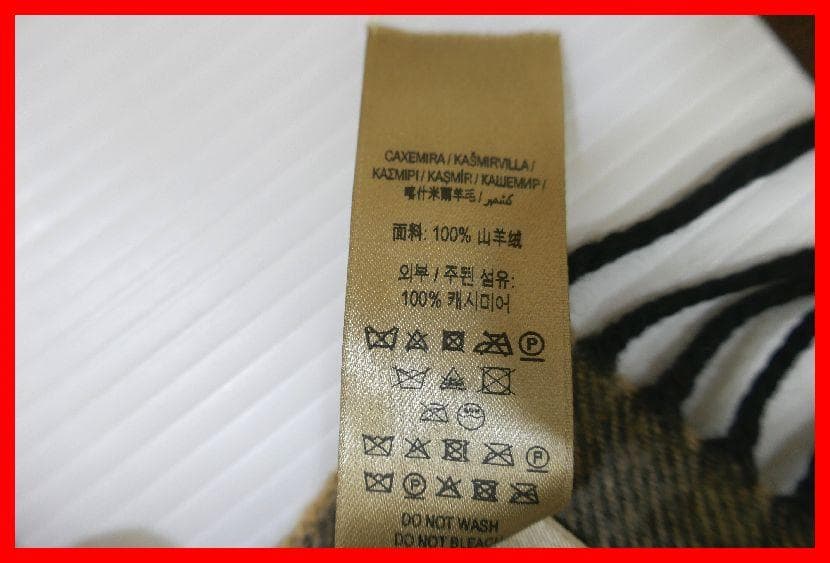 CAXEMIRA / KAŠMIRVILLA /
ΚΑΣΜΙΡΙ / KAŞMİR / КАШЕМИР /
喀什米爾羊毛 / كشمير
面料: 100% 山羊绒
외부 / 주된 섬유:
100% 캐시미어
P
P
P
DO NOT WASH
DO NOT BLEACH